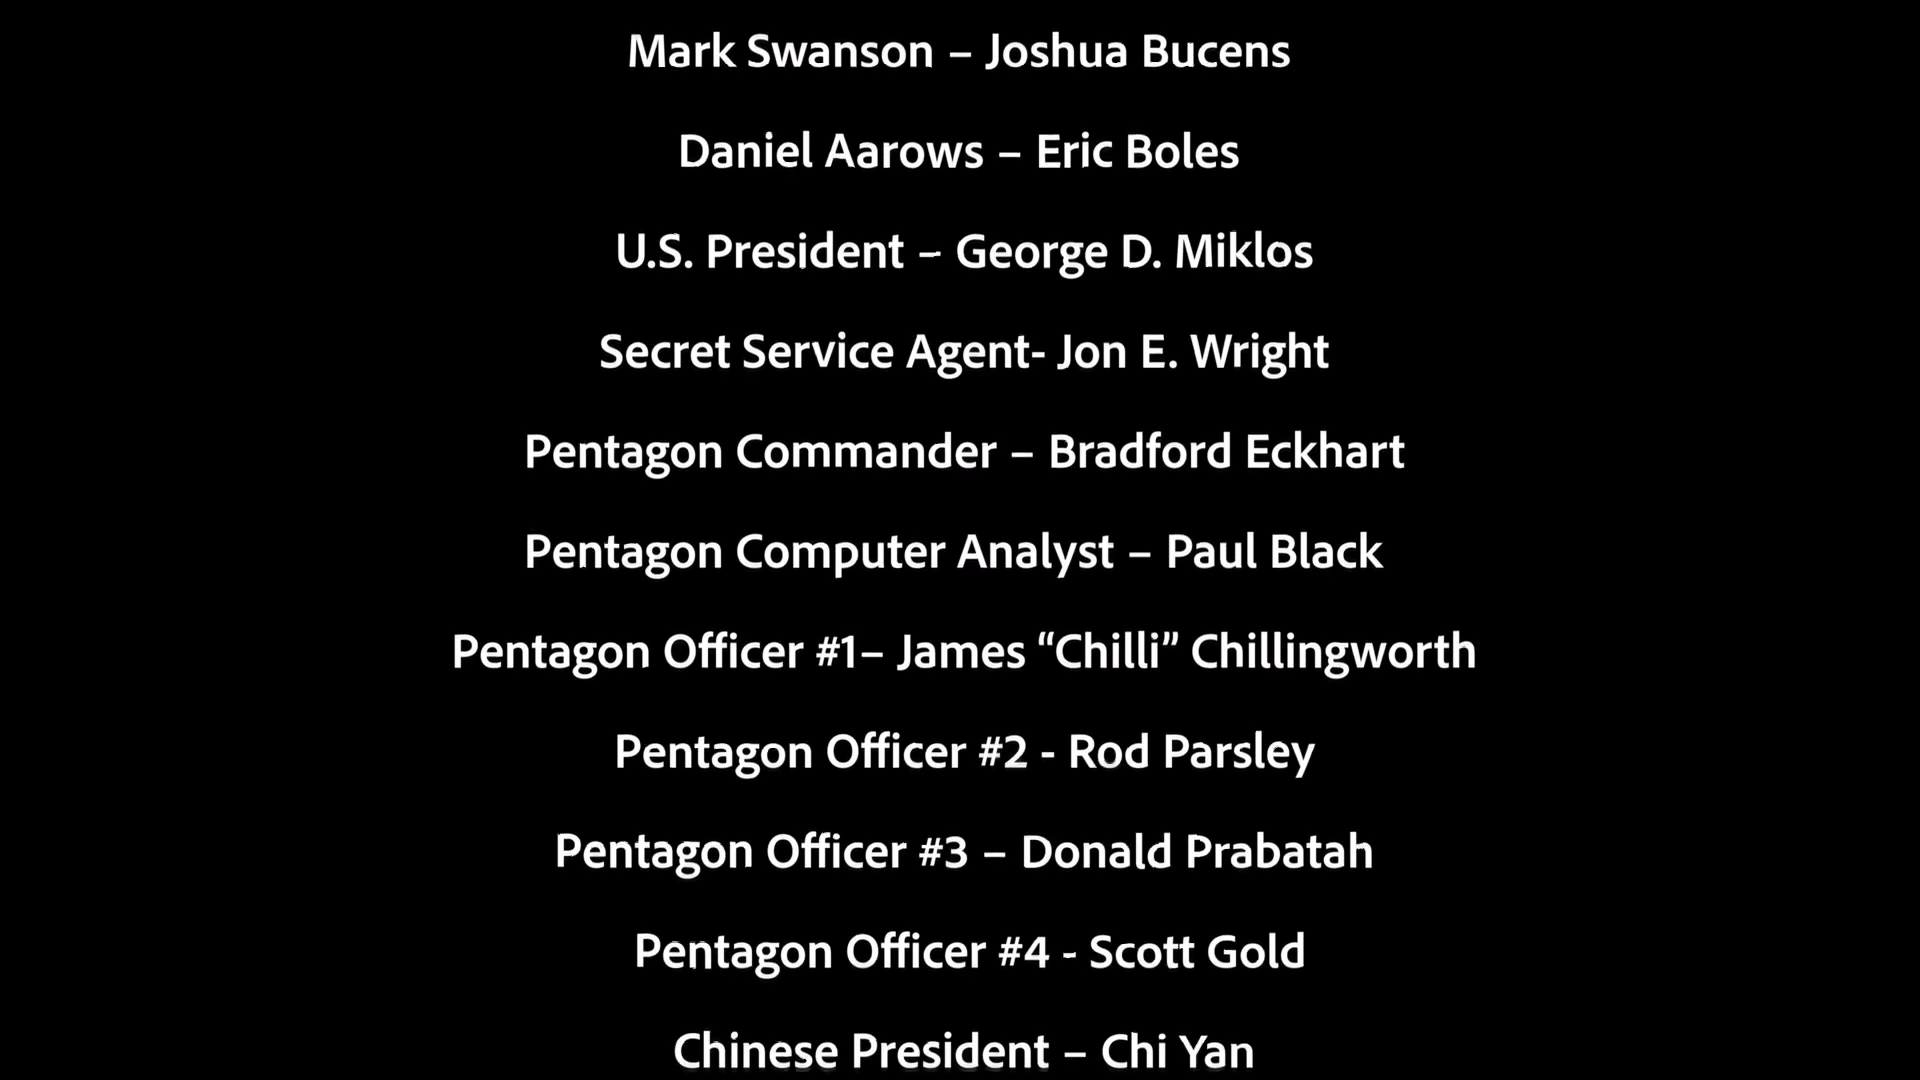 Mark Swanson – Joshua Bucens
Daniel Aarows – Eric Boles
U.S. President – George D. Miklos
Secret Service Agent- Jon E. Wright
Pentagon Commander – Bradford Eckhart
Pentagon Computer Analyst – Paul Black
Pentagon Officer #1– James “Chilli” Chillingworth
Pentagon Officer #2 - Rod Parsley
Pentagon Officer #3 – Donald Prabatah
Pentagon Officer #4 - Scott Gold
Chinese President – Chi Yan